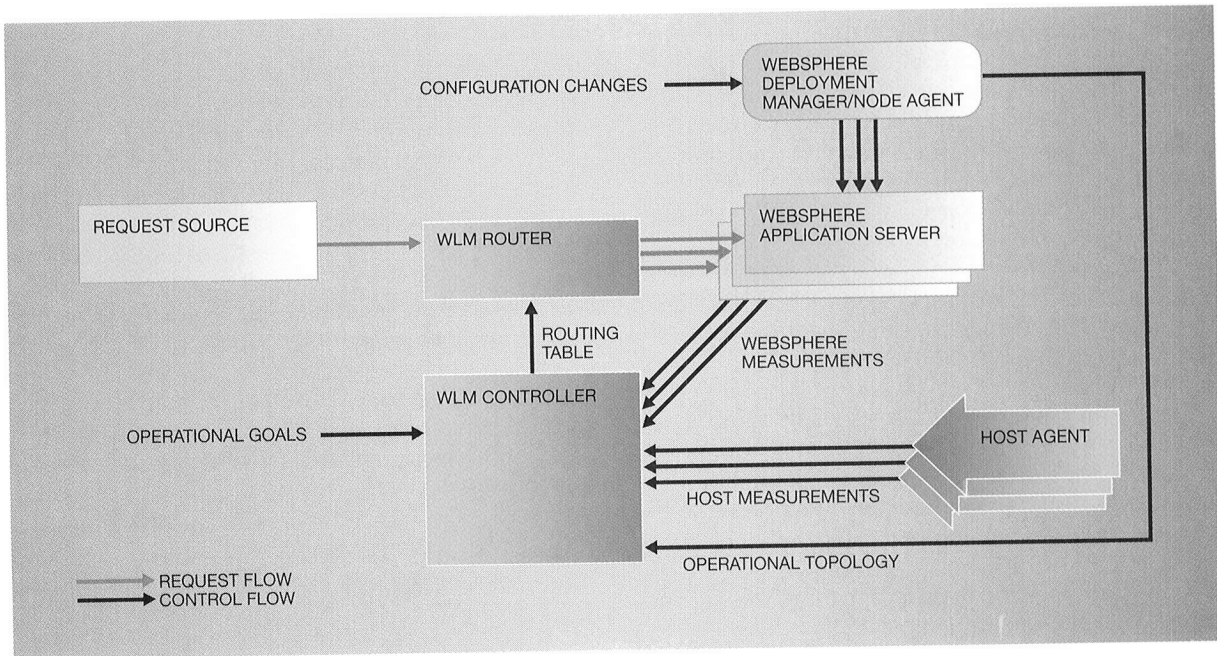 CONFIGURATION CHANGES
WEBSPHERE
DEPLOYMENT
MANAGER/NODE AGENT
REQUEST SOURCE
WLM ROUTER
WEBSPHERE
APPLICATION SERVER
ROUTING
TABLE
WEBSPHERE
MEASUREMENTS
WLM CONTROLLER
OPERATIONAL GOALS
HOST AGENT
HOST MEASUREMENTS
OPERATIONAL TOPOLOGY
REQUEST FLOW
CONTROL FLOW